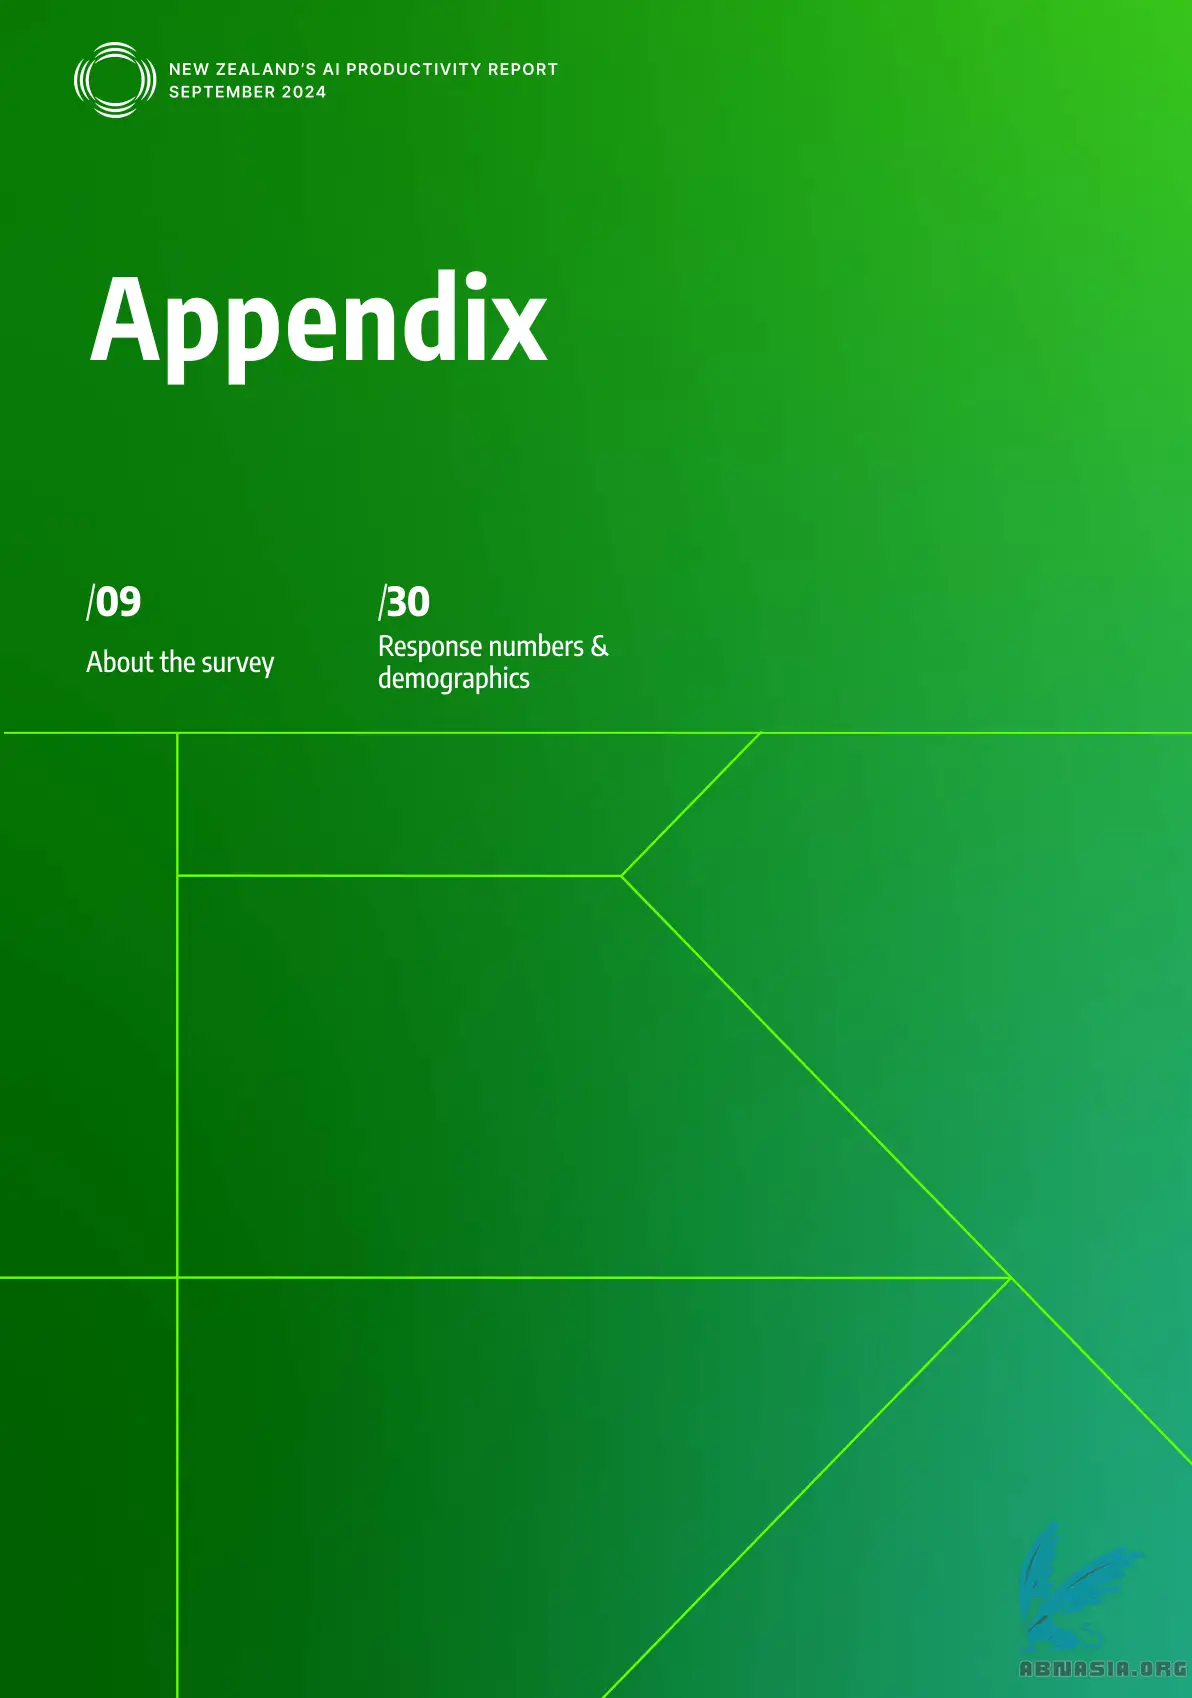 NEW ZEALAND’S AI PRODUCTIVITY REPORT
SEPTEMBER 2024
Appendix
/09
About the survey
/30
Response numbers &
demographics
ABNASIA.ORG